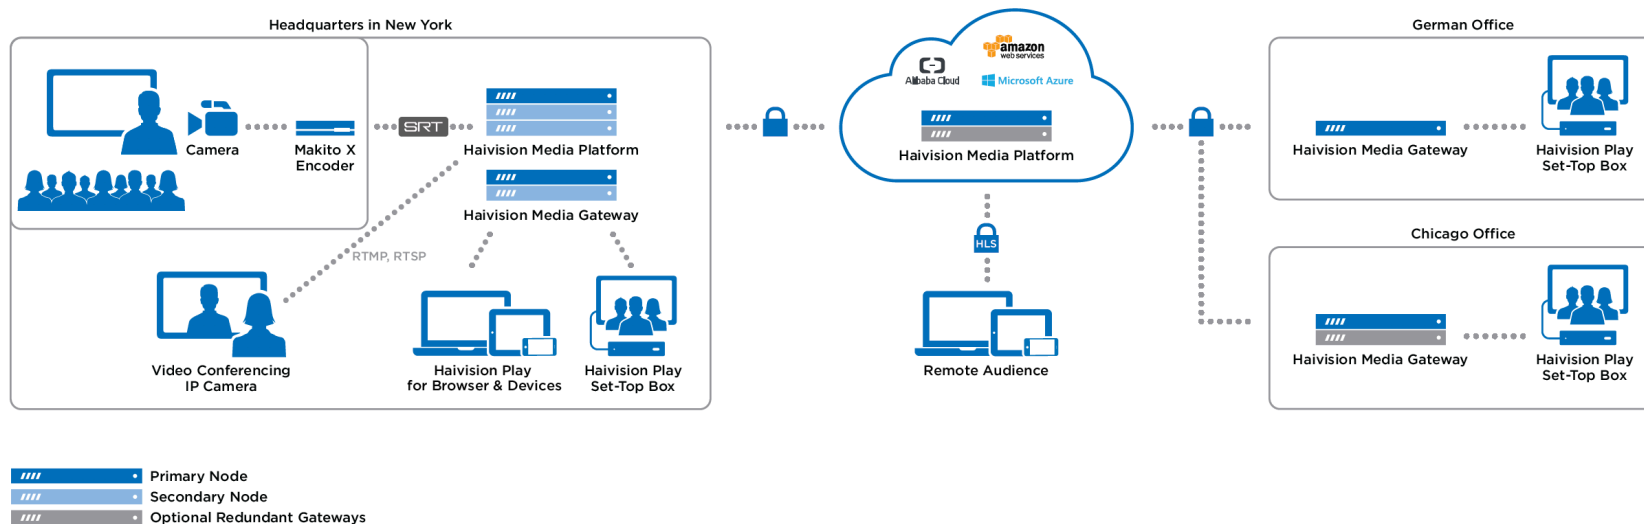 Headquarters in New York
Camera
Makito X
Encoder
SRT
Haivision Media Platform
Haivision Media Gateway
RTMP, RTSP
Video Conferencing
IP Camera
Haivision Play
for Browser & Devices
Haivision Play
Set-Top Box
amazon
web services
Alibaba Cloud
Microsoft Azure
Haivision Media Platform
HLS
Remote Audience
German Office
Haivision Media Gateway
Haivision Play
Set-Top Box
Chicago Office
Haivision Media Gateway
Haivision Play
Set-Top Box
Primary Node
Secondary Node
Optional Redundant Gateways